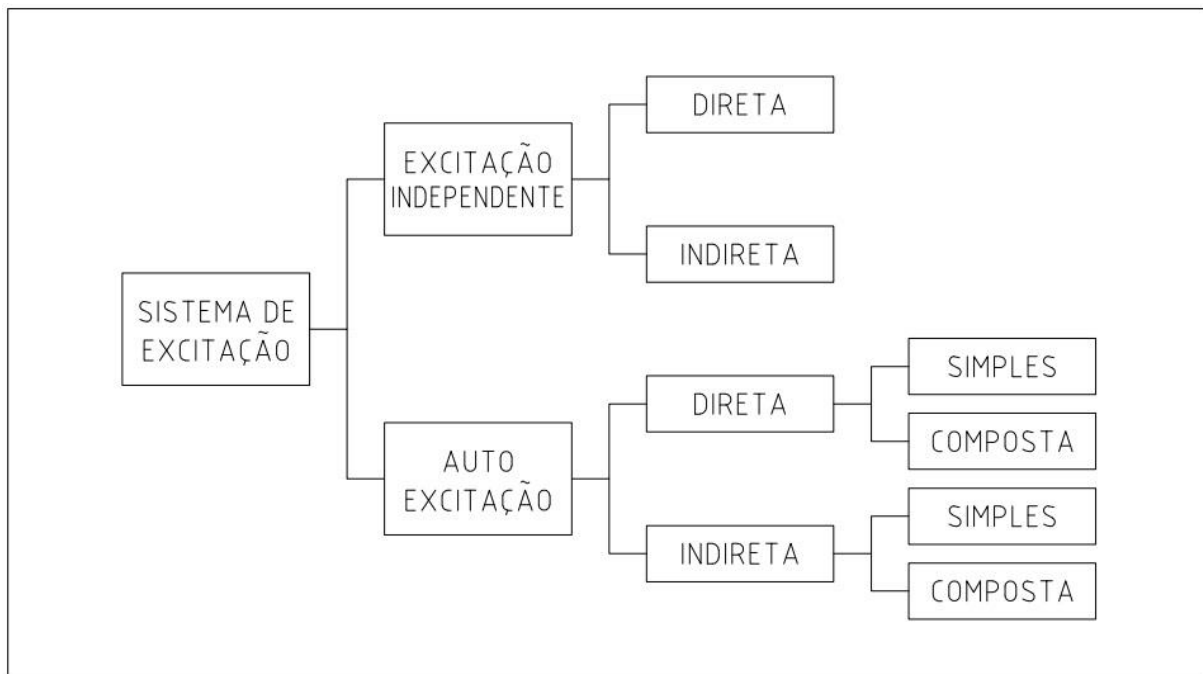 DIRETA
EXCITAÇÃO
INDEPENDENTE
INDIRETA
SISTEMA DE
EXCITAÇÃO
SIMPLES
DIRETA
COMPOSTA
AUTO
EXCITAÇÃO
SIMPLES
INDIRETA
COMPOSTA